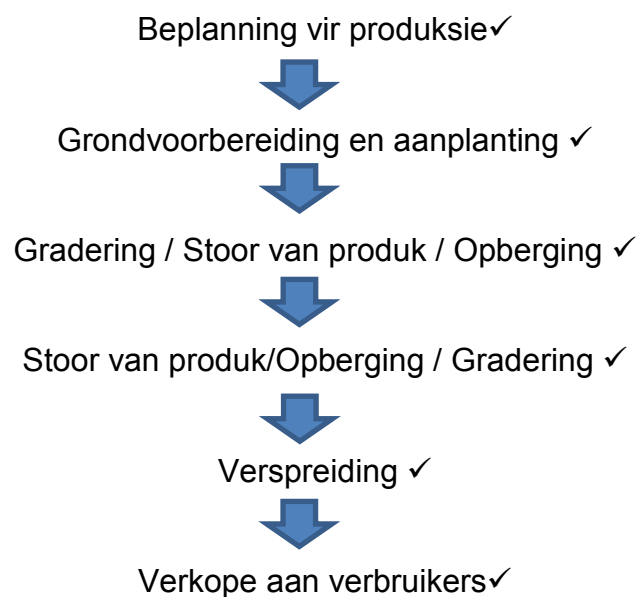 Beplanning vir produksie✓
Grondvoorbereiding en aanplanting ✓
Gradering / Stoor van produk / Opberging ✓
Stoor van produk/Opberging / Gradering ✓
Verspreiding ✓
Verkope aan verbruikers✓